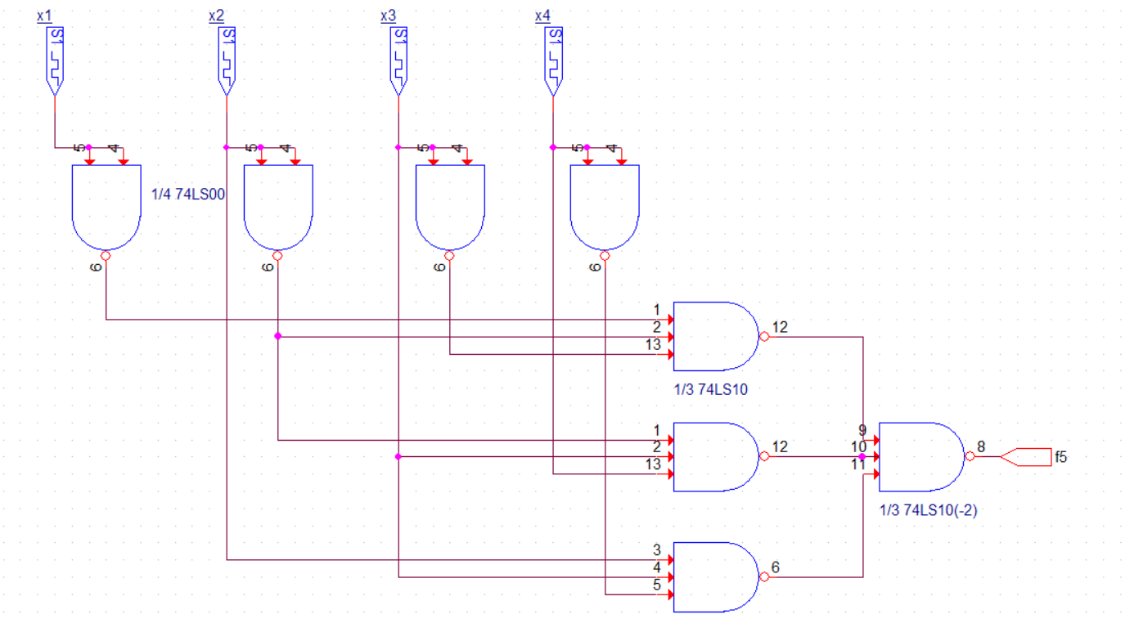 x1 x2 x3 x4
S1 S1 S1 S1
5 4 5 4 5 4 5 4
1/4 74LS00
6 6 6 6
1
2
13
12
1/3 74LS10
1
2
13
12
9
10
11
8
f5
1/3 74LS10(-2)
3
4
5
6